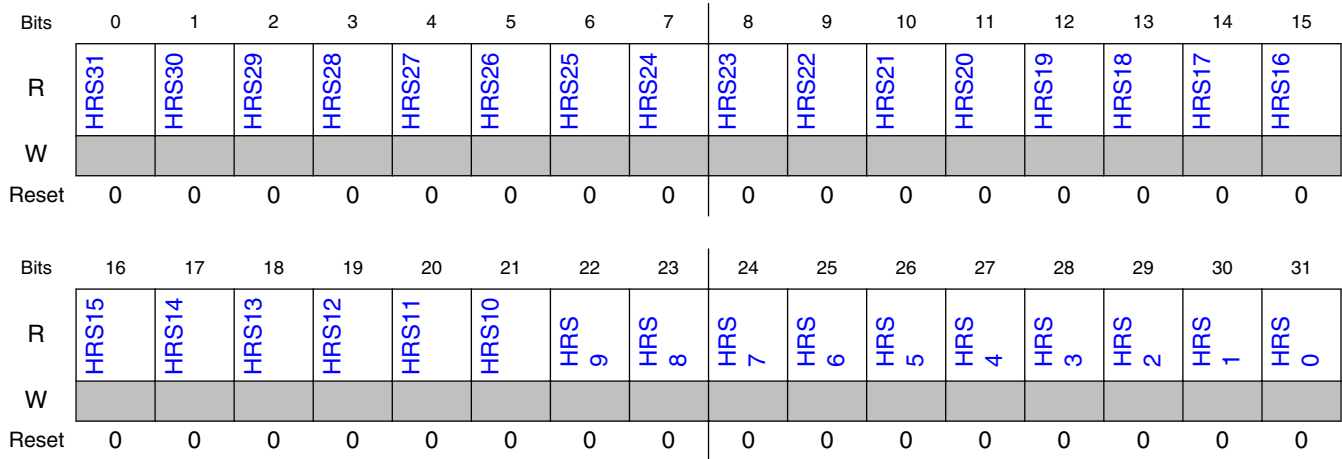 Bits 0 1 2 3 4 5 6 7 8 9 10 11 12 13 14 15
R HRS31 HRS30 HRS29 HRS28 HRS27 HRS26 HRS25 HRS24 HRS23 HRS22 HRS21 HRS20 HRS19 HRS18 HRS17 HRS16
W
Reset 0 0 0 0 0 0 0 0 0 0 0 0 0 0 0 0
Bits 16 17 18 19 20 21 22 23 24 25 26 27 28 29 30 31
R HRS15 HRS14 HRS13 HRS12 HRS11 HRS10 HRS 9 HRS 8 HRS 7 HRS 6 HRS 5 HRS 4 HRS 3 HRS 2 HRS 1 HRS 0
W
Reset 0 0 0 0 0 0 0 0 0 0 0 0 0 0 0 0